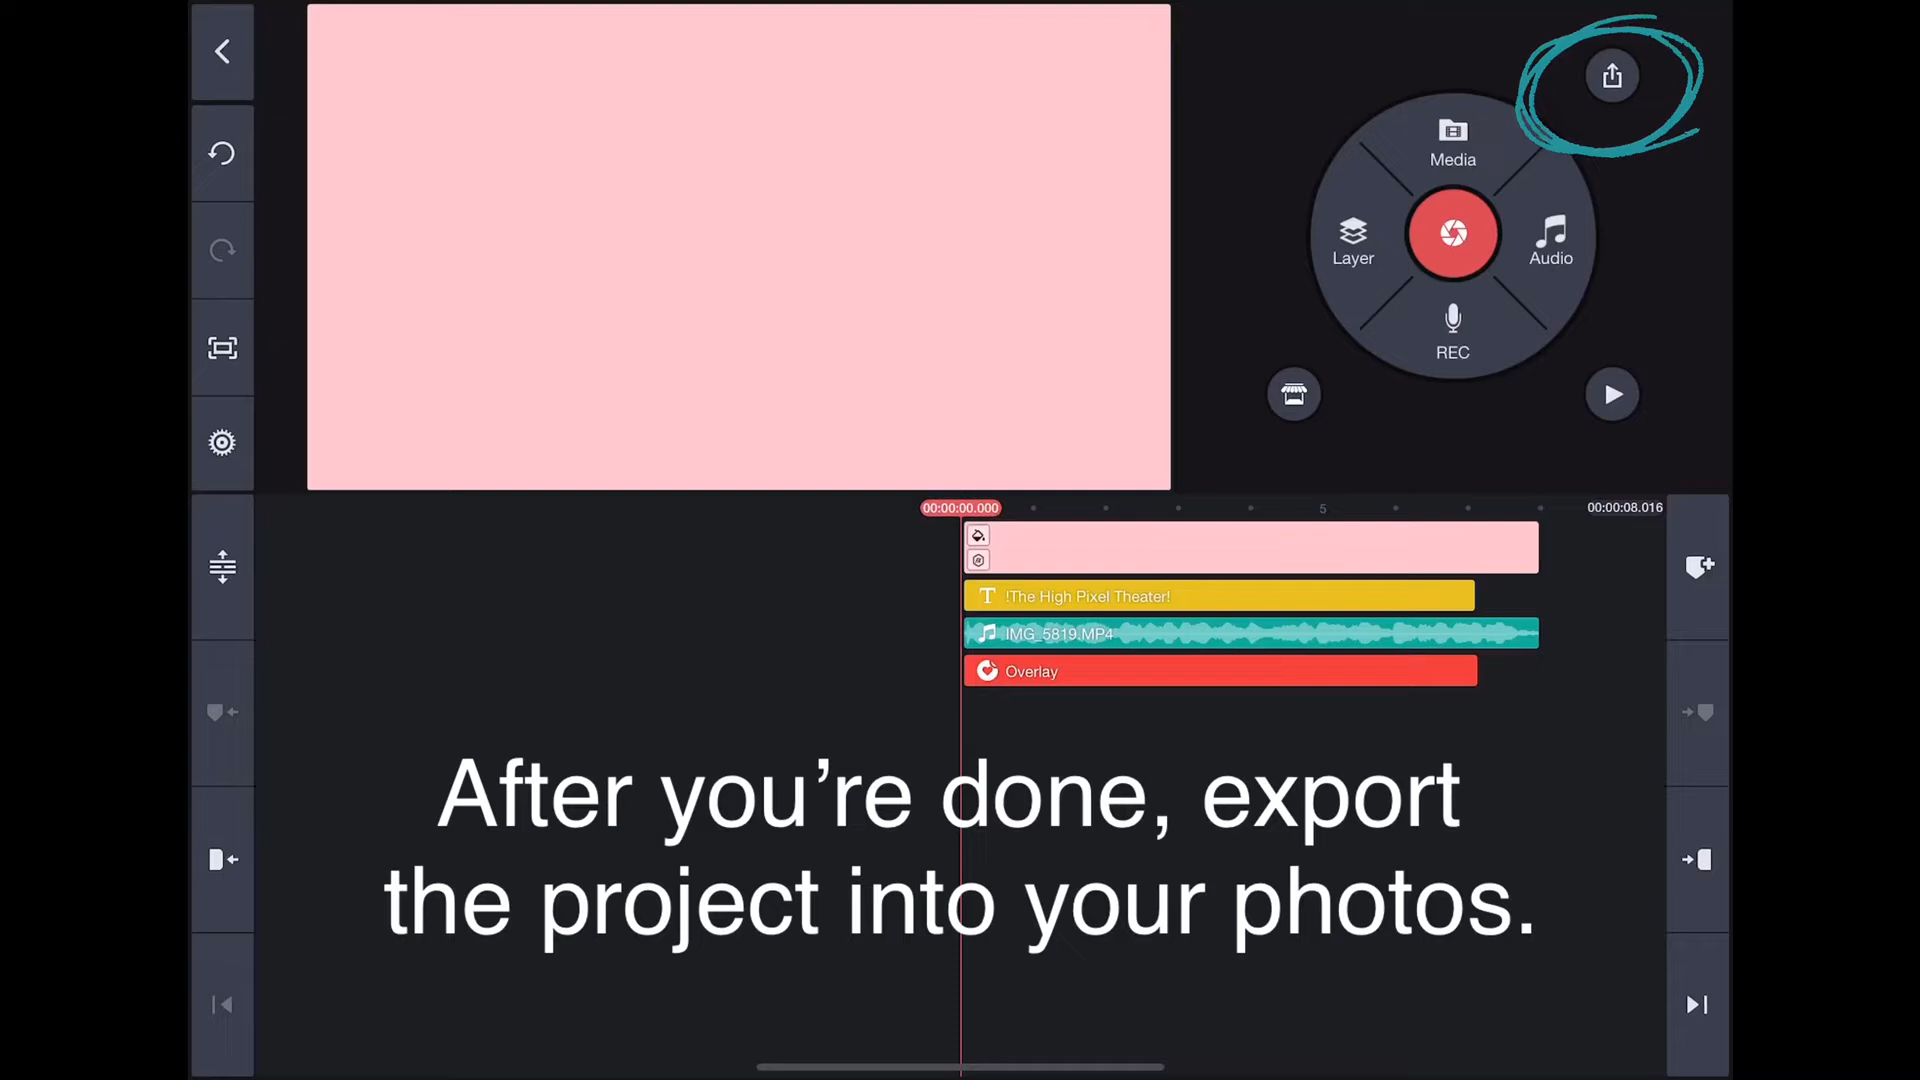 Media
Layer
Audio
REC
00:00:00.000
5
00:00:08.016
!The High Pixel Theater!
IMG_5819.MP4
Overlay
After you’re done, export
the project into your photos.